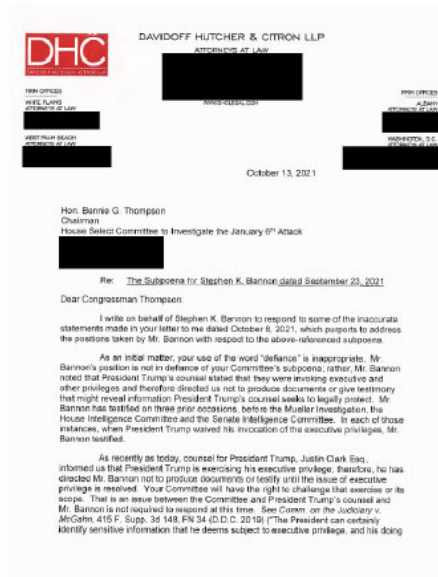 DHC
DAVIDOFF HUTCHER & CITRON LLP
ATTORNEYS AT LAW
FIRM OFFICES
WHITE PLAINS
ATTORNEYS AT LAW
WEST PALM BEACH
ATTORNEYS AT LAW
WWW.DHCLEGAL.COM
FIRM OFFICES
ALBANY
ATTORNEYS AT LAW
WASHINGTON, D.C.
ATTORNEYS AT LAW
October 13, 2021
Hon. Bennie G. Thompson
Chairman
House Select Committee to Investigate the January 6th Attack
Re: The Subpoena for Stephen K. Bannon dated September 23, 2021
Dear Congressman Thompson:
I write on behalf of Stephen K. Bannon to respond to some of the inaccurate
statements made in your letter to me dated October 8, 2021, which purports to address
the positions taken by Mr. Bannon with respect to the above-referenced subpoena.
As an initial matter, your use of the word "defiance" is inappropriate. Mr.
Bannon's position is not in defiance of your Committee's subpoena; rather, Mr. Bannon
noted that President Trump's counsel stated that they were invoking executive and
other privileges and therefore directed us not to produce documents or give testimony
that might reveal information President Trump's counsel seeks to legally protect. Mr.
Bannon has testified on three prior occasions, before the Mueller Investigation, the
House Intelligence Committee and the Senate Intelligence Committee. In each of those
instances, when President Trump waived his invocation of the executive privileges, Mr.
Bannon testified.
As recently as today, counsel for President Trump, Justin Clark Esq.,
informed us that President Trump is exercising his executive privilege; therefore, he has
directed Mr. Bannon not to produce documents or testify until the issue of executive
privilege is resolved. Your Committee will have the right to challenge that exercise or its
scope. That is an issue between the Committee and President Trump's counsel and
Mr. Bannon is not required to respond at this time. See Comm. on the Judiciary v.
McGahn, 415 F. Supp. 3d 148, FN 34 (D.D.C. 2019) ("The President can certainly
identify sensitive information that he deems subject to executive privilege, and his doing